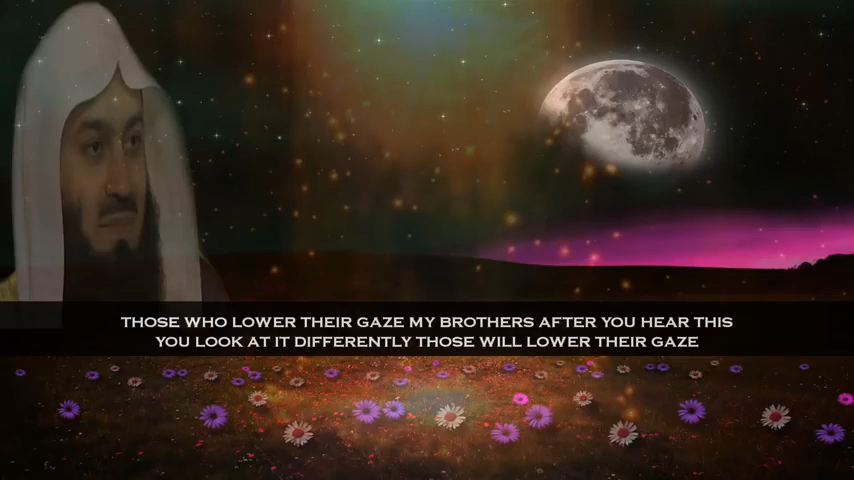 THOSE WHO LOWER THEIR GAZE MY BROTHERS AFTER YOU HEAR THIS
YOU LOOK AT IT DIFFERENTLY THOSE WILL LOWER THEIR GAZE